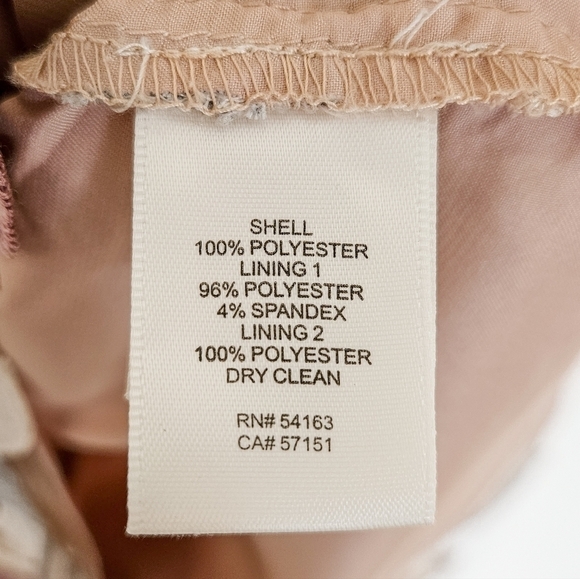 SHELL
100% POLYESTER
LINING 1
96% POLYESTER
4% SPANDEX
LINING 2
100% POLYESTER
DRY CLEAN
RN# 54163
CA# 57151